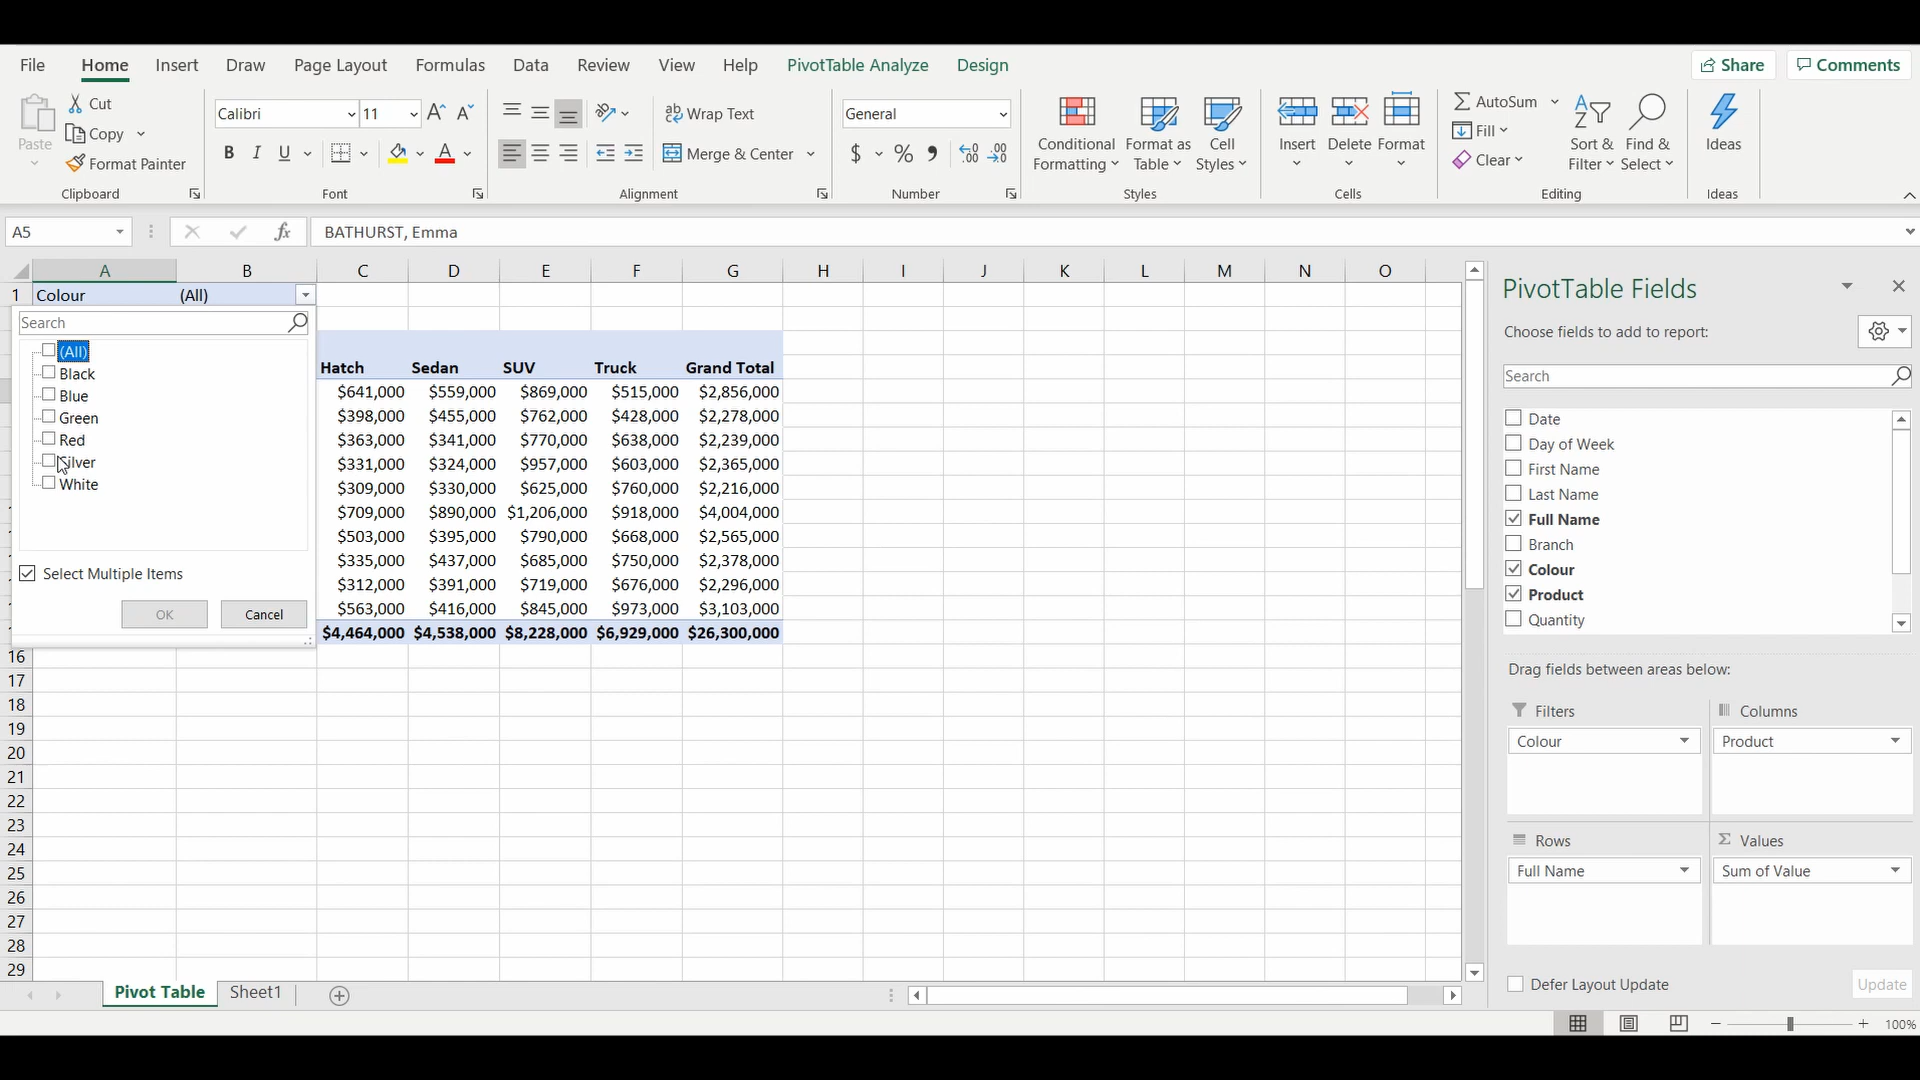 File Home Insert Draw Page Layout Formulas Data Review View Help PivotTable Analyze Design Share Comments
Paste Cut Copy Format Painter Clipboard
Calibri 11 B I U A Font
ab Wrap Text Merge & Center Alignment
General $ % Number
Conditional Formatting Format as Table Cell Styles Styles
Insert Delete Format Cells
AutoSum Fill Clear Sort & Filter Find & Select Editing
Ideas Ideas
A5 fx BATHURST, Emma
A B C D E F G H I J K L M N O
1 Colour (All)
Search
(All)
Black
Blue
Green
Red
White
Select Multiple Items
OK Cancel
Hatch Sedan SUV Truck Grand Total
$641,000 $559,000 $869,000 $515,000 $2,856,000
$398,000 $455,000 $762,000 $428,000 $2,278,000
$363,000 $341,000 $770,000 $638,000 $2,239,000
$331,000 $324,000 $957,000 $603,000 $2,365,000
$309,000 $330,000 $625,000 $760,000 $2,216,000
$709,000 $890,000 $1,206,000 $918,000 $4,004,000
$503,000 $395,000 $790,000 $668,000 $2,565,000
$335,000 $437,000 $685,000 $750,000 $2,378,000
$312,000 $391,000 $719,000 $676,000 $2,296,000
$563,000 $416,000 $845,000 $973,000 $3,103,000
$4,464,000 $4,538,000 $8,228,000 $6,929,000 $26,300,000
16
17
18
19
20
21
22
23
24
25
26
27
28
29
PivotTable Fields
Choose fields to add to report:
Search
Date
Day of Week
First Name
Last Name
Full Name
Branch
Colour
Product
Quantity
Drag fields between areas below:
Filters Columns
Colour Product
Rows Σ Values
Full Name Sum of Value
Defer Layout Update Update
Pivot Table Sheet1
100%